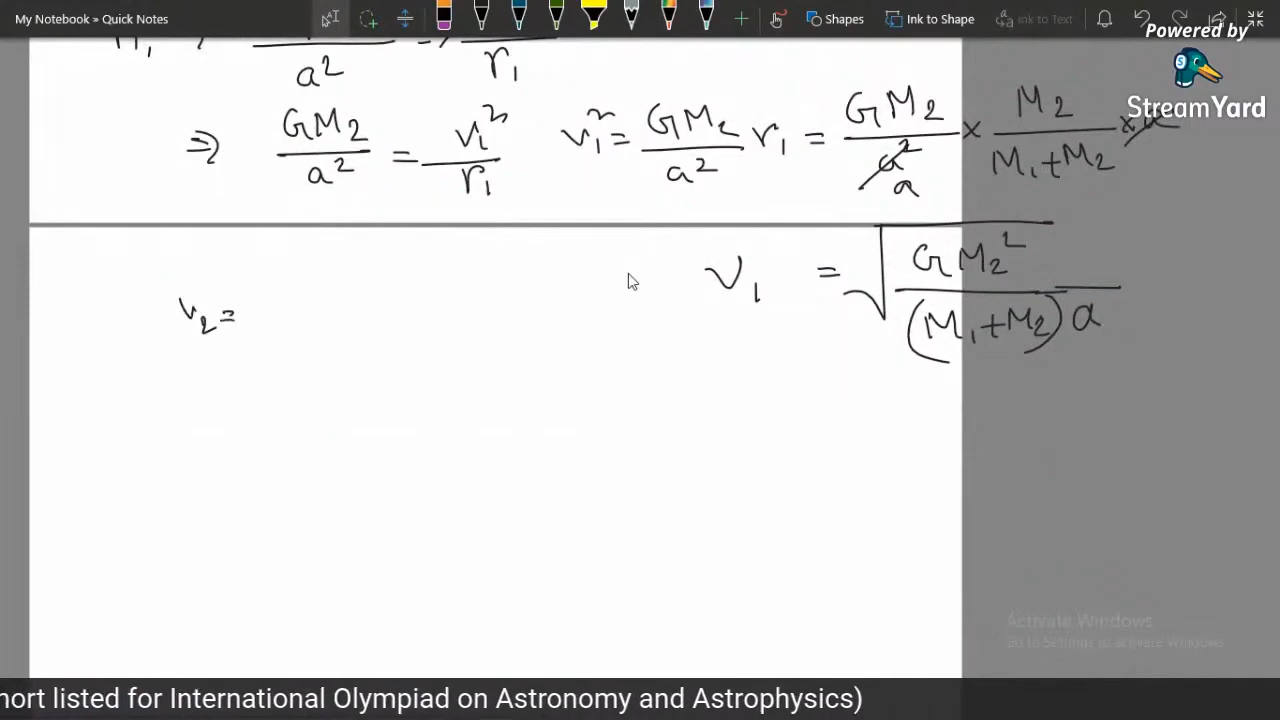 My Notebook » Quick Notes
Shapes
Ink to Shape
Ink to Text
Powered by
StreamYard
a² r₁
⇒ GM₂/a² = v₁²/r₁ v₁² = GM₂/a² r₁ = GM₂/a² a × M₂/(M₁+M₂) × a
V₁ = √(GM₂²/(M₁+M₂)a)
v₂ =
Activate Windows
Go to Settings to activate Windows.
hort listed for International Olympiad on Astronomy and Astrophysics)